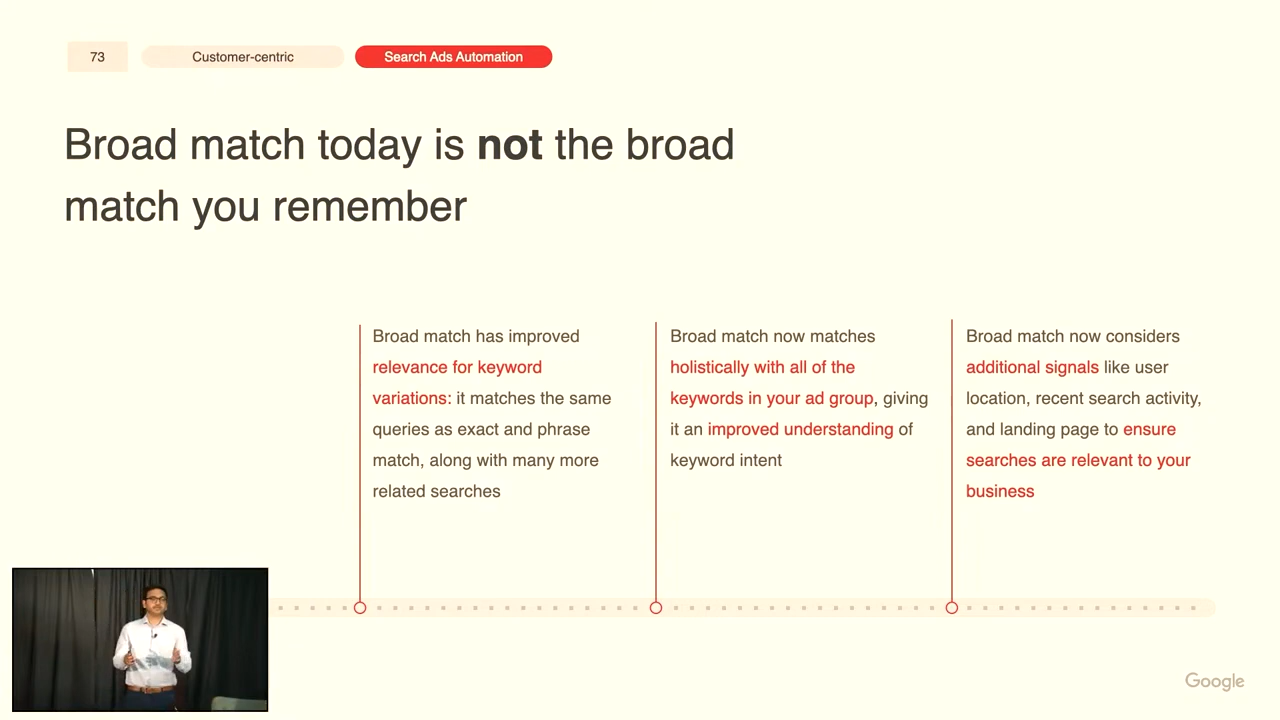 73
Customer-centric
Search Ads Automation
Broad match today is not the broad
match you remember
Broad match has improved
relevance for keyword
variations: it matches the same
queries as exact and phrase
match, along with many more
related searches
Broad match now matches
holistically with all of the
keywords in your ad group, giving
it an improved understanding of
keyword intent
Broad match now considers
additional signals like user
location, recent search activity,
and landing page to ensure
searches are relevant to your
business
Google